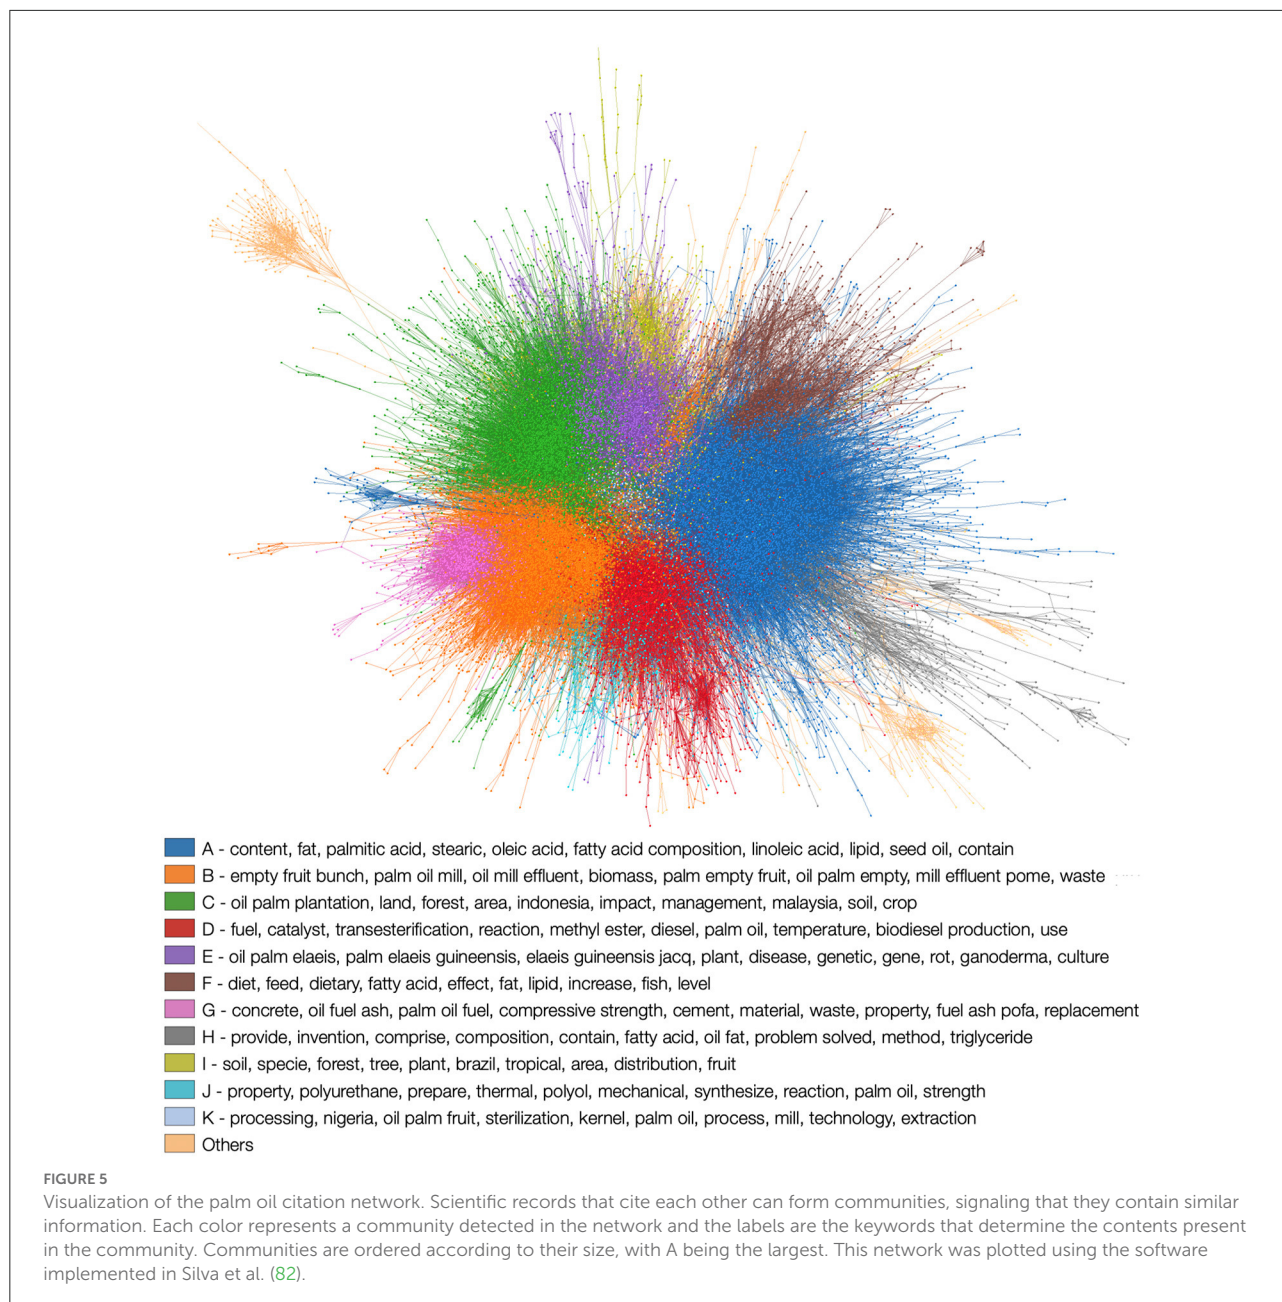 A - content, fat, palmitic acid, stearic, oleic acid, fatty acid composition, linoleic acid, lipid, seed oil, contain
B - empty fruit bunch, palm oil mill, oil mill effluent, biomass, palm empty fruit, oil palm empty, mill effluent pome, waste
C - oil palm plantation, land, forest, area, indonesia, impact, management, malaysia, soil, crop
D - fuel, catalyst, transesterification, reaction, methyl ester, diesel, palm oil, temperature, biodiesel production, use
E - oil palm elaeis, palm elaeis guineensis, elaeis guineensis jacq, plant, disease, genetic, gene, rot, ganoderma, culture
F - diet, feed, dietary, fatty acid, effect, fat, lipid, increase, fish, level
G - concrete, oil fuel ash, palm oil fuel, compressive strength, cement, material, waste, property, fuel ash pofa, replacement
H - provide, invention, comprise, composition, contain, fatty acid, oil fat, problem solved, method, triglyceride
I - soil, specie, forest, tree, plant, brazil, tropical, area, distribution, fruit
J - property, polyurethane, prepare, thermal, polyol, mechanical, synthesize, reaction, palm oil, strength
K - processing, nigeria, oil palm fruit, sterilization, kernel, palm oil, process, mill, technology, extraction
Others
FIGURE 5
Visualization of the palm oil citation network. Scientific records that cite each other can form communities, signaling that they contain similar
information. Each color represents a community detected in the network and the labels are the keywords that determine the contents present
in the community. Communities are ordered according to their size, with A being the largest. This network was plotted using the software
implemented in Silva et al. (82).